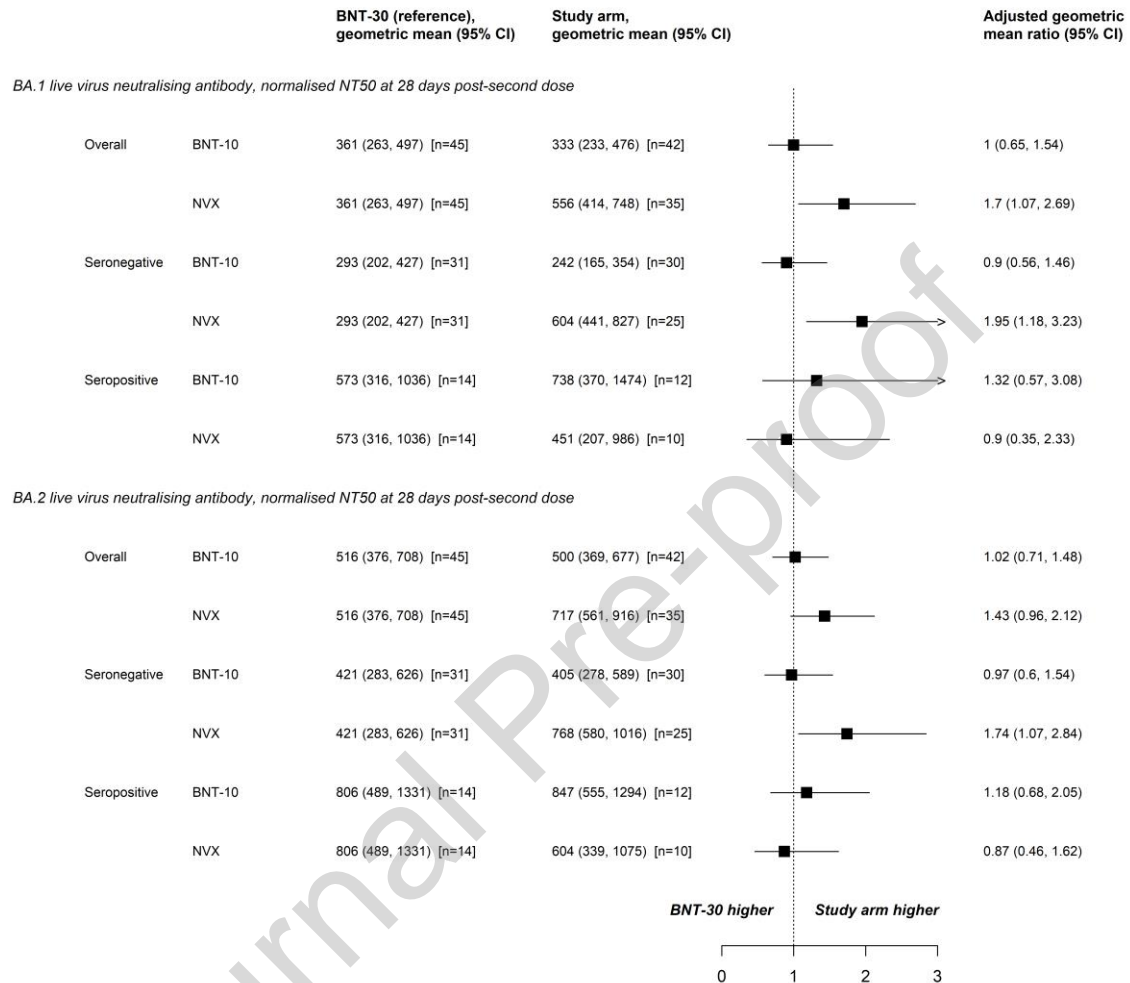 BNT-30 (reference), Study arm, Adjusted geometric
geometric mean (95% CI) geometric mean (95% CI) mean ratio (95% CI)
BA.1 live virus neutralising antibody, normalised NT50 at 28 days post-second dose
Overall BNT-10 361 (263, 497) [n=45] 333 (233, 476) [n=42] 1 (0.65, 1.54)
NVX 361 (263, 497) [n=45] 556 (414, 748) [n=35] 1.7 (1.07, 2.69)
Seronegative BNT-10 293 (202, 427) [n=31] 242 (165, 354) [n=30] 0.9 (0.56, 1.46)
NVX 293 (202, 427) [n=31] 604 (441, 827) [n=25] 1.95 (1.18, 3.23)
Seropositive BNT-10 573 (316, 1036) [n=14] 738 (370, 1474) [n=12] 1.32 (0.57, 3.08)
NVX 573 (316, 1036) [n=14] 451 (207, 986) [n=10] 0.9 (0.35, 2.33)
BA.2 live virus neutralising antibody, normalised NT50 at 28 days post-second dose
Overall BNT-10 516 (376, 708) [n=45] 500 (369, 677) [n=42] 1.02 (0.71, 1.48)
NVX 516 (376, 708) [n=45] 717 (561, 916) [n=35] 1.43 (0.96, 2.12)
Seronegative BNT-10 421 (283, 626) [n=31] 405 (278, 589) [n=30] 0.97 (0.6, 1.54)
NVX 421 (283, 626) [n=31] 768 (580, 1016) [n=25] 1.74 (1.07, 2.84)
Seropositive BNT-10 806 (489, 1331) [n=14] 847 (555, 1294) [n=12] 1.18 (0.68, 2.05)
NVX 806 (489, 1331) [n=14] 604 (339, 1075) [n=10] 0.87 (0.46, 1.62)
BNT-30 higher Study arm higher
0 1 2 3
urnal Pre-proof